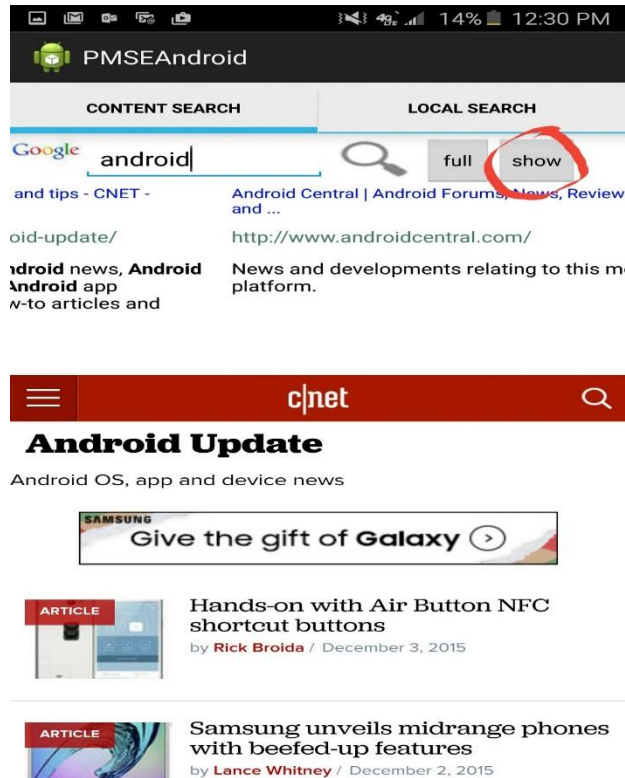 14% 12:30 PM
PMSEAndroid
CONTENT SEARCH LOCAL SEARCH
Google android full show
and tips - CNET -
oid-update/
ndroid news, Android
Android app
w-to articles and
Android Central | Android Forums, News, Review
and ...
http://www.androidcentral.com/
News and developments relating to this m
platform.
c|net
Android Update
Android OS, app and device news
SAMSUNG
Give the gift of Galaxy
ARTICLE
Hands-on with Air Button NFC
shortcut buttons
by Rick Broida / December 3, 2015
ARTICLE
Samsung unveils midrange phones
with beefed-up features
by Lance Whitney / December 2, 2015